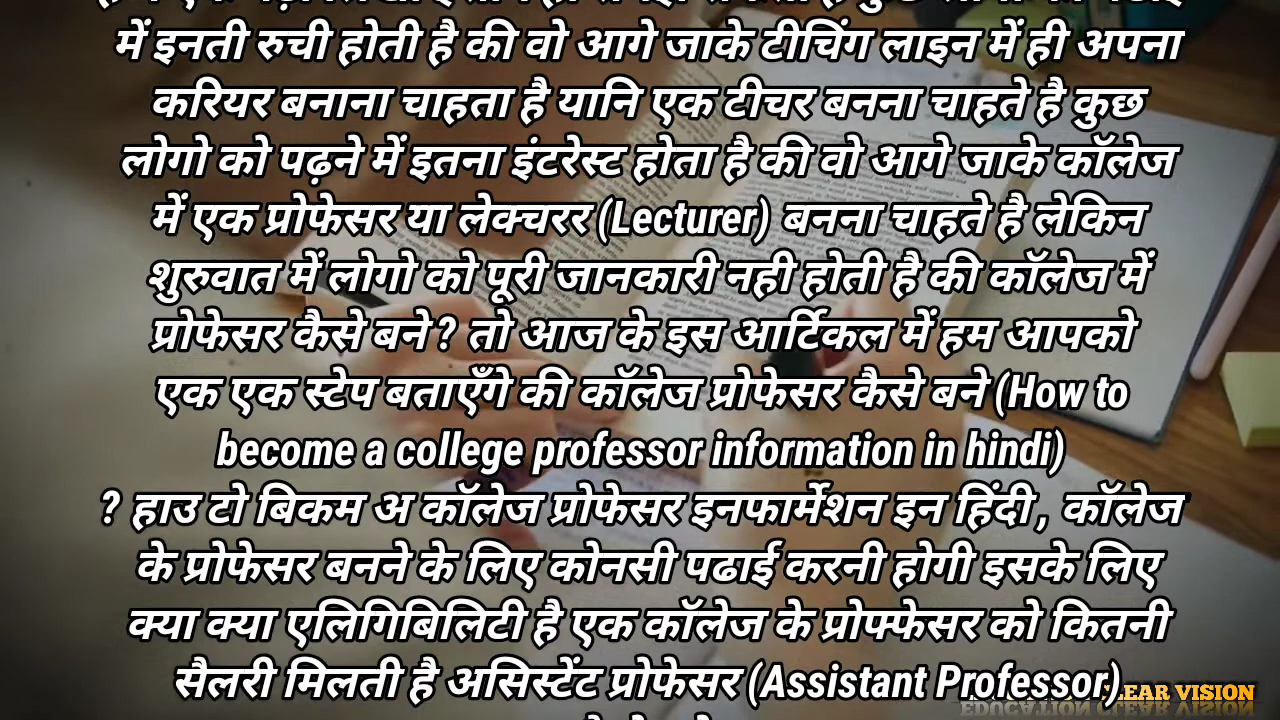 में इनती रुची होती है की वो आगे जाके टीचिंग लाइन में ही अपना
करियर बनाना चाहता है यानि एक टीचर बनना चाहते है कुछ
लोगो को पढ़ने में इतना इंटरेस्ट होता है की वो आगे जाके कॉलेज
में एक प्रोफेसर या लेक्चरर (Lecturer) बनना चाहते है लेकिन
शुरुवात में लोगो को पूरी जानकारी नही होती है की कॉलेज में
प्रोफेसर कैसे बने ? तो आज के इस आर्टिकल में हम आपको
एक एक स्टेप बताएँगे की कॉलेज प्रोफेसर कैसे बने (How to
become a college professor information in hindi)
? हाउ टो बिकम अ कॉलेज प्रोफेसर इनफार्मेशन इन हिंदी , कॉलेज
के प्रोफेसर बनने के लिए कोनसी पढाई करनी होगी इसके लिए
क्या क्या एलिगिबिलिटी है एक कॉलेज के प्रोफ्फेसर को कितनी
सैलरी मिलती है असिस्टेंट प्रोफेसर (Assistant Professor)
VISION